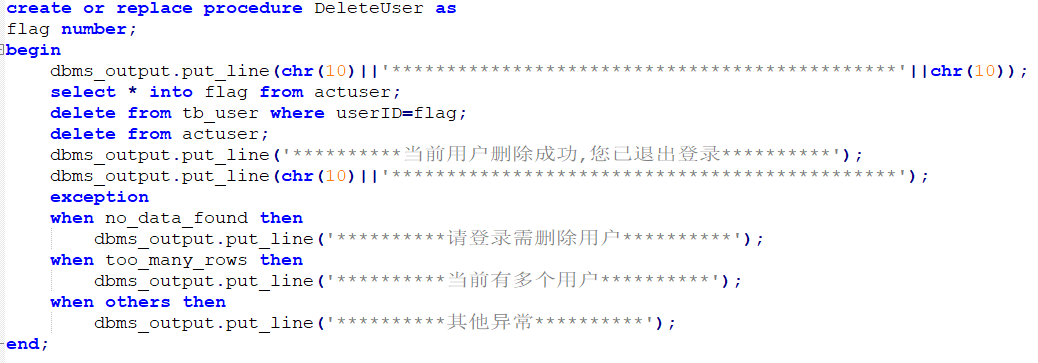 create or replace procedure DeleteUser as
flag number;
begin
    dbms_output.put_line(chr(10)||'**********************************************'||chr(10));
    select * into flag from actuser;
    delete from tb_user where userID=flag;
    delete from actuser;
    dbms_output.put_line('**********当前用户删除成功,您已退出登录**********');
    dbms_output.put_line(chr(10)||'**********************************************');
    exception
    when no_data_found then
        dbms_output.put_line('**********请登录需删除用户**********');
    when too_many_rows then
        dbms_output.put_line('**********当前有多个用户**********');
    when others then
        dbms_output.put_line('**********其他异常**********');
end;